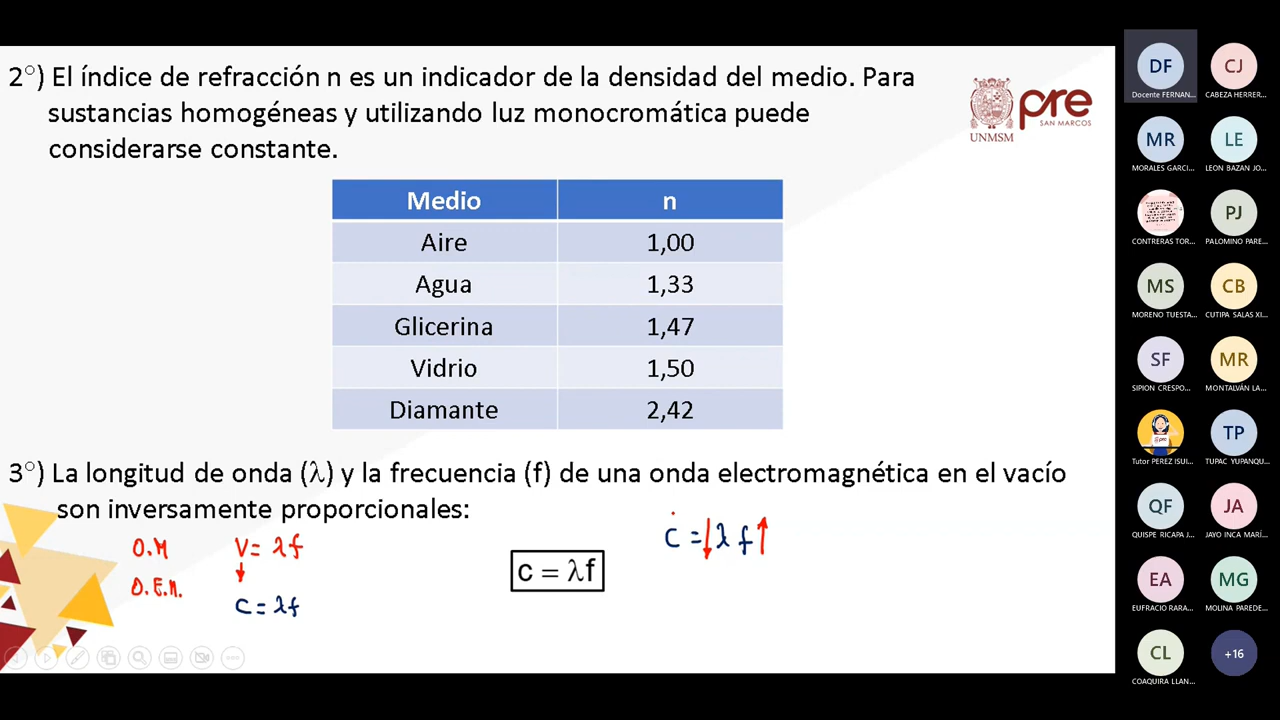 2°) El índice de refracción n es un indicador de la densidad del medio. Para
sustancias homogéneas y utilizando luz monocromática puede
considerarse constante.
pre
SAN MARCOS
UNMSM
Medio n
Aire 1,00
Agua 1,33
Glicerina 1,47
Vidrio 1,50
Diamante 2,42
3°) La longitud de onda (λ) y la frecuencia (f) de una onda electromagnética en el vacío
son inversamente proporcionales:
O.M V = λf
O.E.M. C = λf
c = λf
c = ↓λ f↑
DF CJ
Docente FERNAN... CABEZA HERRER...
MR LE
MORALES GARCI... LEON BAZAN JO...
PJ
CONTRERAS TOR... PALOMINO PARE...
MS CB
MORENO TUESTA... CUTIPA SALAS XI...
SF MR
SIPION CRESPO... MONTALVÁN LA...
TP
Tutor PEREZ ISUI... TUPAC YUPANQU...
QF JA
QUISPE RICAPA J... JAYO INCA MARÍ...
EA MG
EUFRACIO RARA... MOLINA PAREDE...
CL +16
COAQUIRA LLAN...